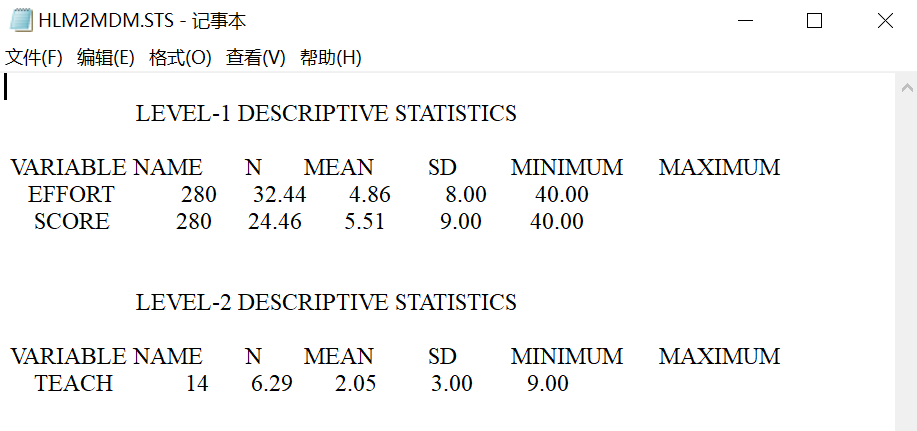 HLM2MDM.STS - 记事本
文件(F) 编辑(E) 格式(O) 查看(V) 帮助(H)
LEVEL-1 DESCRIPTIVE STATISTICS
VARIABLE NAME N MEAN SD MINIMUM MAXIMUM
EFFORT 280 32.44 4.86 8.00 40.00
SCORE 280 24.46 5.51 9.00 40.00
LEVEL-2 DESCRIPTIVE STATISTICS
VARIABLE NAME N MEAN SD MINIMUM MAXIMUM
TEACH 14 6.29 2.05 3.00 9.00